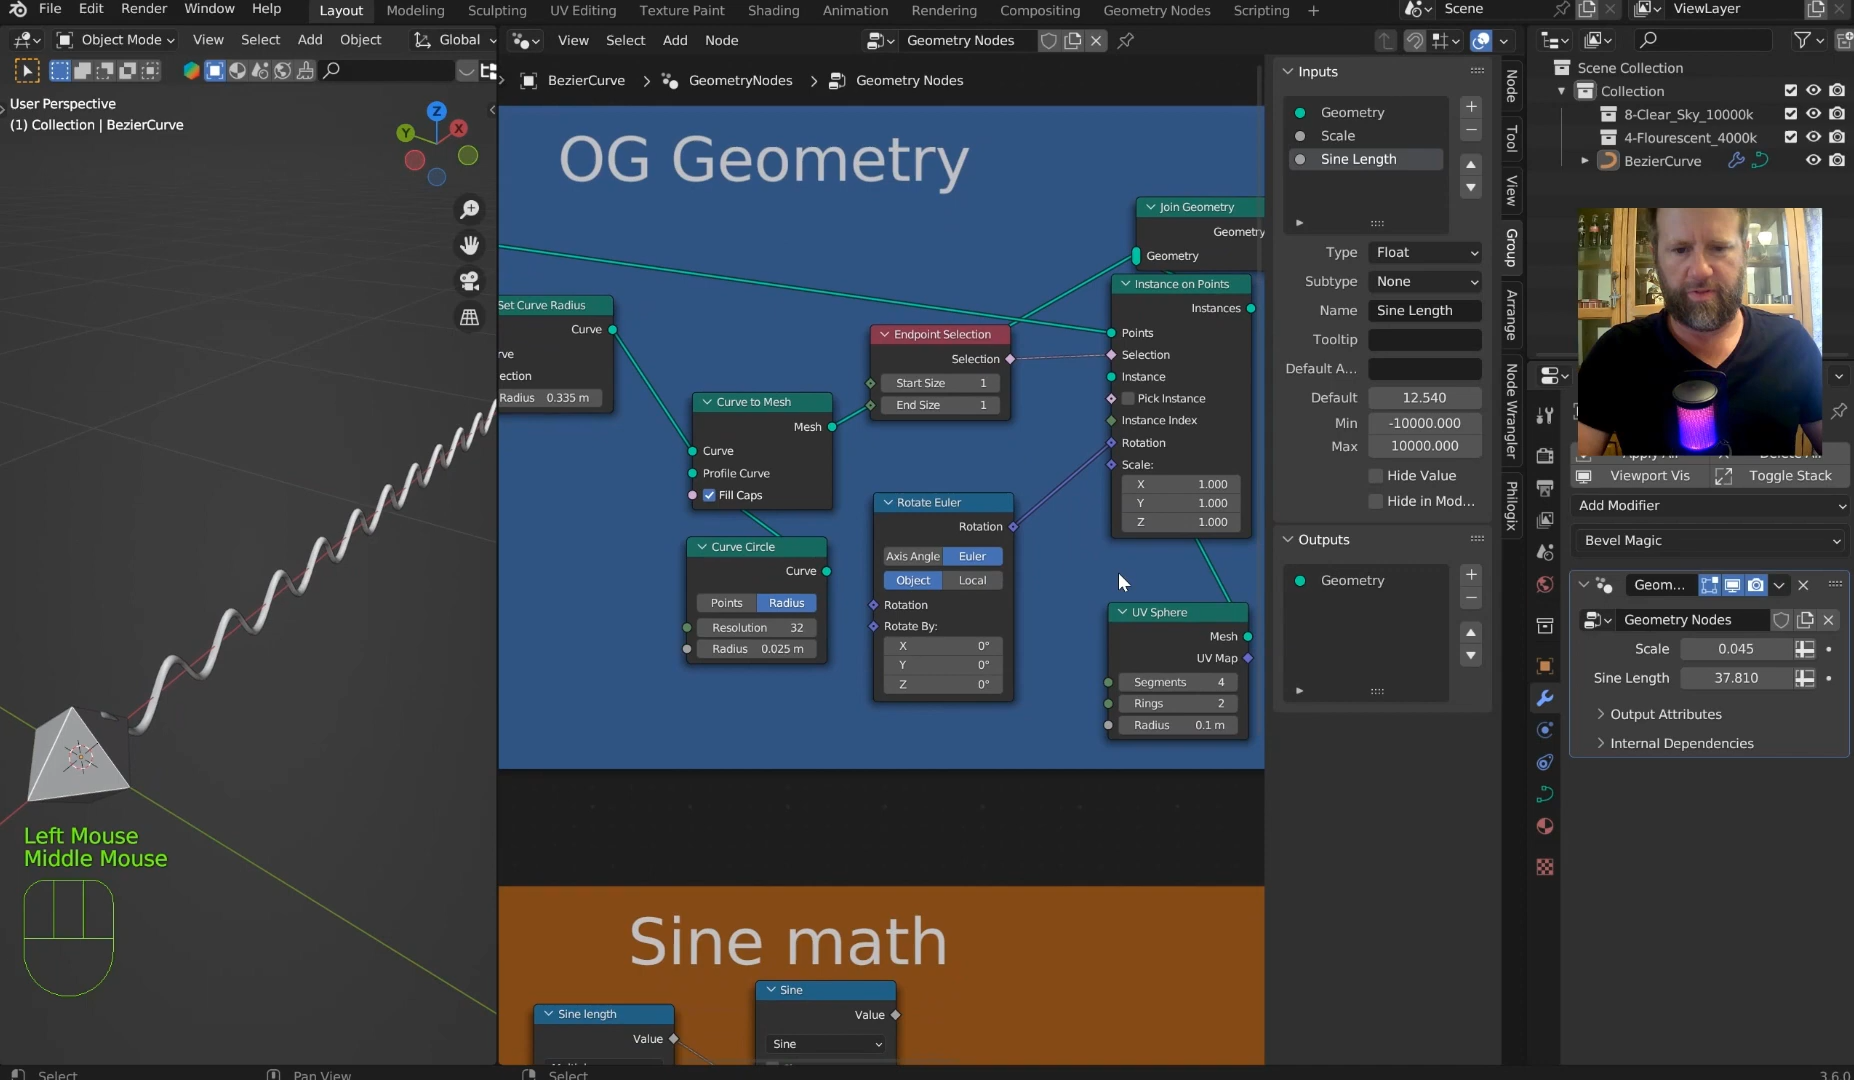 File Edit Render Window Help Layout Modeling Sculpting UV Editing Texture Paint Shading Animation Rendering Compositing Geometry Nodes Scripting + Scene ViewLayer
Object Mode View Select Add Object Global View Select Add Node Geometry Nodes
BezierCurve > GeometryNodes > Geometry Nodes
User Perspective
(1) Collection | BezierCurve
Z
Y
X
OG Geometry
Set Curve Radius
Curve
rve
ection
Radius 0.335 m
Curve to Mesh
Mesh
Curve
Profile Curve
Fill Caps
Curve Circle
Curve
Points Radius
Resolution 32
Radius 0.025 m
Endpoint Selection
Selection
Start Size 1
End Size 1
Rotate Euler
Rotation
Axis Angle Euler
Object Local
Rotation
Rotate By:
X 0°
Y 0°
Z 0°
Join Geometry
Geometry
Geometry
Instance on Points
Instances
Points
Selection
Instance
Pick Instance
Instance Index
Rotation
Scale:
X 1.000
Y 1.000
Z 1.000
UV Sphere
Mesh
UV Map
Segments 4
Rings 2
Radius 0.1 m
Sine math
Sine length
Value
Sine
Value
Sine
Inputs
Geometry
Scale
Sine Length
Type Float
Subtype None
Name Sine Length
Tooltip
Default A...
Default 12.540
Min -10000.000
Max 10000.000
Hide Value
Hide in Mod...
Outputs
Geometry
Node
Tool
View
Group
Arrange
Node Wrangler
Philogix
Scene Collection
Collection
8-Clear_Sky_10000k
4-Flourescent_4000k
BezierCurve
Viewport Vis Toggle Stack
Add Modifier
Bevel Magic
Geom...
Geometry Nodes
Scale 0.045
Sine Length 37.810
Output Attributes
Internal Dependencies
Left Mouse
Middle Mouse
Select Pan View Select 3.6.0